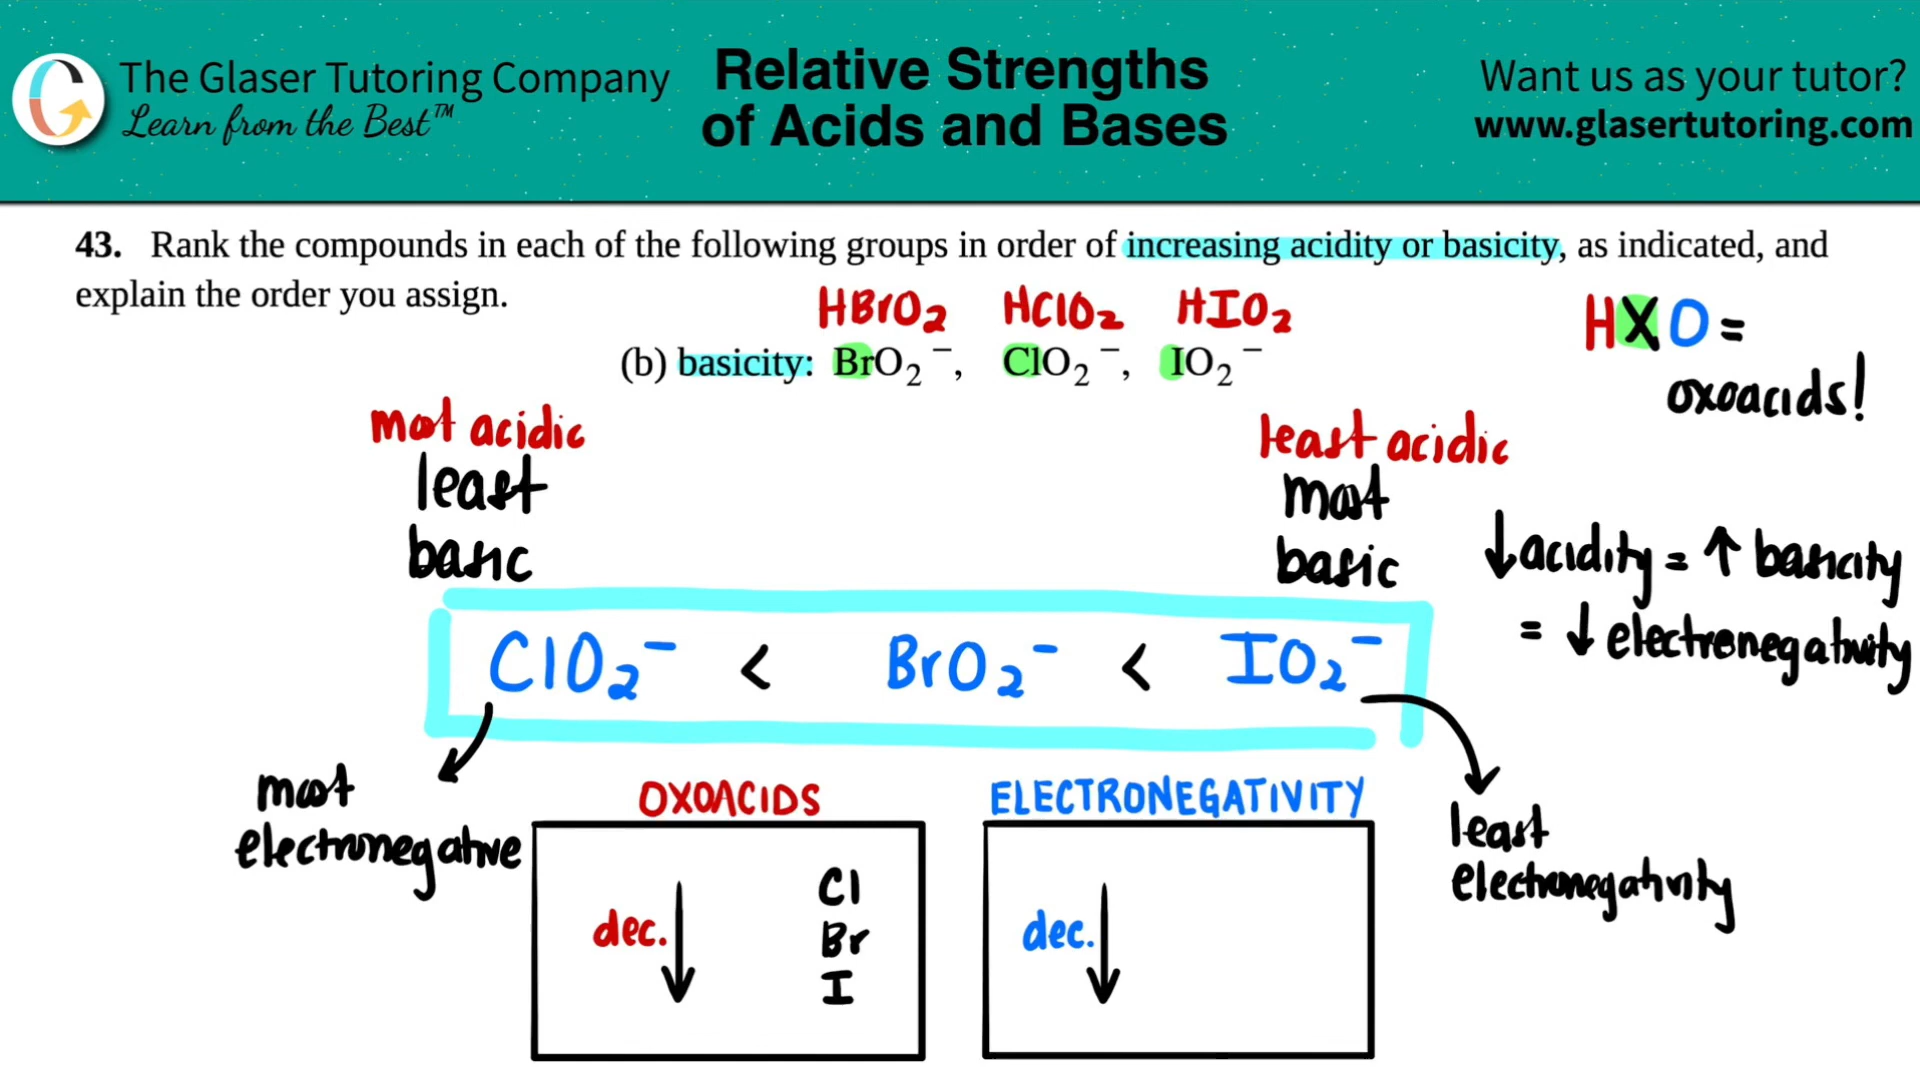 The Glaser Tutoring Company
Learn from the Best™
Relative Strengths
of Acids and Bases
Want us as your tutor?
www.glasertutoring.com
43. Rank the compounds in each of the following groups in order of increasing acidity or basicity, as indicated, and
explain the order you assign.
HBrO₂ HClO₂ HIO₂
(b) basicity: BrO₂⁻, ClO₂⁻, IO₂⁻
HXO =
oxoacids!
most acidic
least
basic
least acidic
most
basic
↓acidity = ↑ basicity
= ↓ electronegativity
ClO₂⁻ < BrO₂⁻ < IO₂⁻
most
electronegative
OXOACIDS
dec.↓
Cl
Br
I
ELECTRONEGATIVITY
dec.↓
least
electronegativity